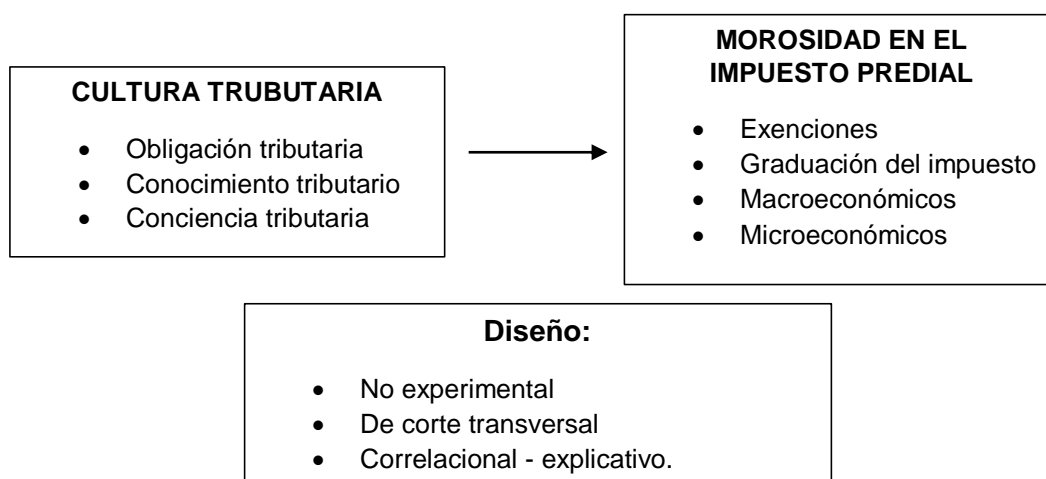 CULTURA TRUBUTARIA
• Obligación tributaria
• Conocimiento tributario
• Conciencia tributaria
MOROSIDAD EN EL
IMPUESTO PREDIAL
• Exenciones
• Graduación del impuesto
• Macroeconómicos
• Microeconómicos
Diseño:
• No experimental
• De corte transversal
• Correlacional - explicativo.